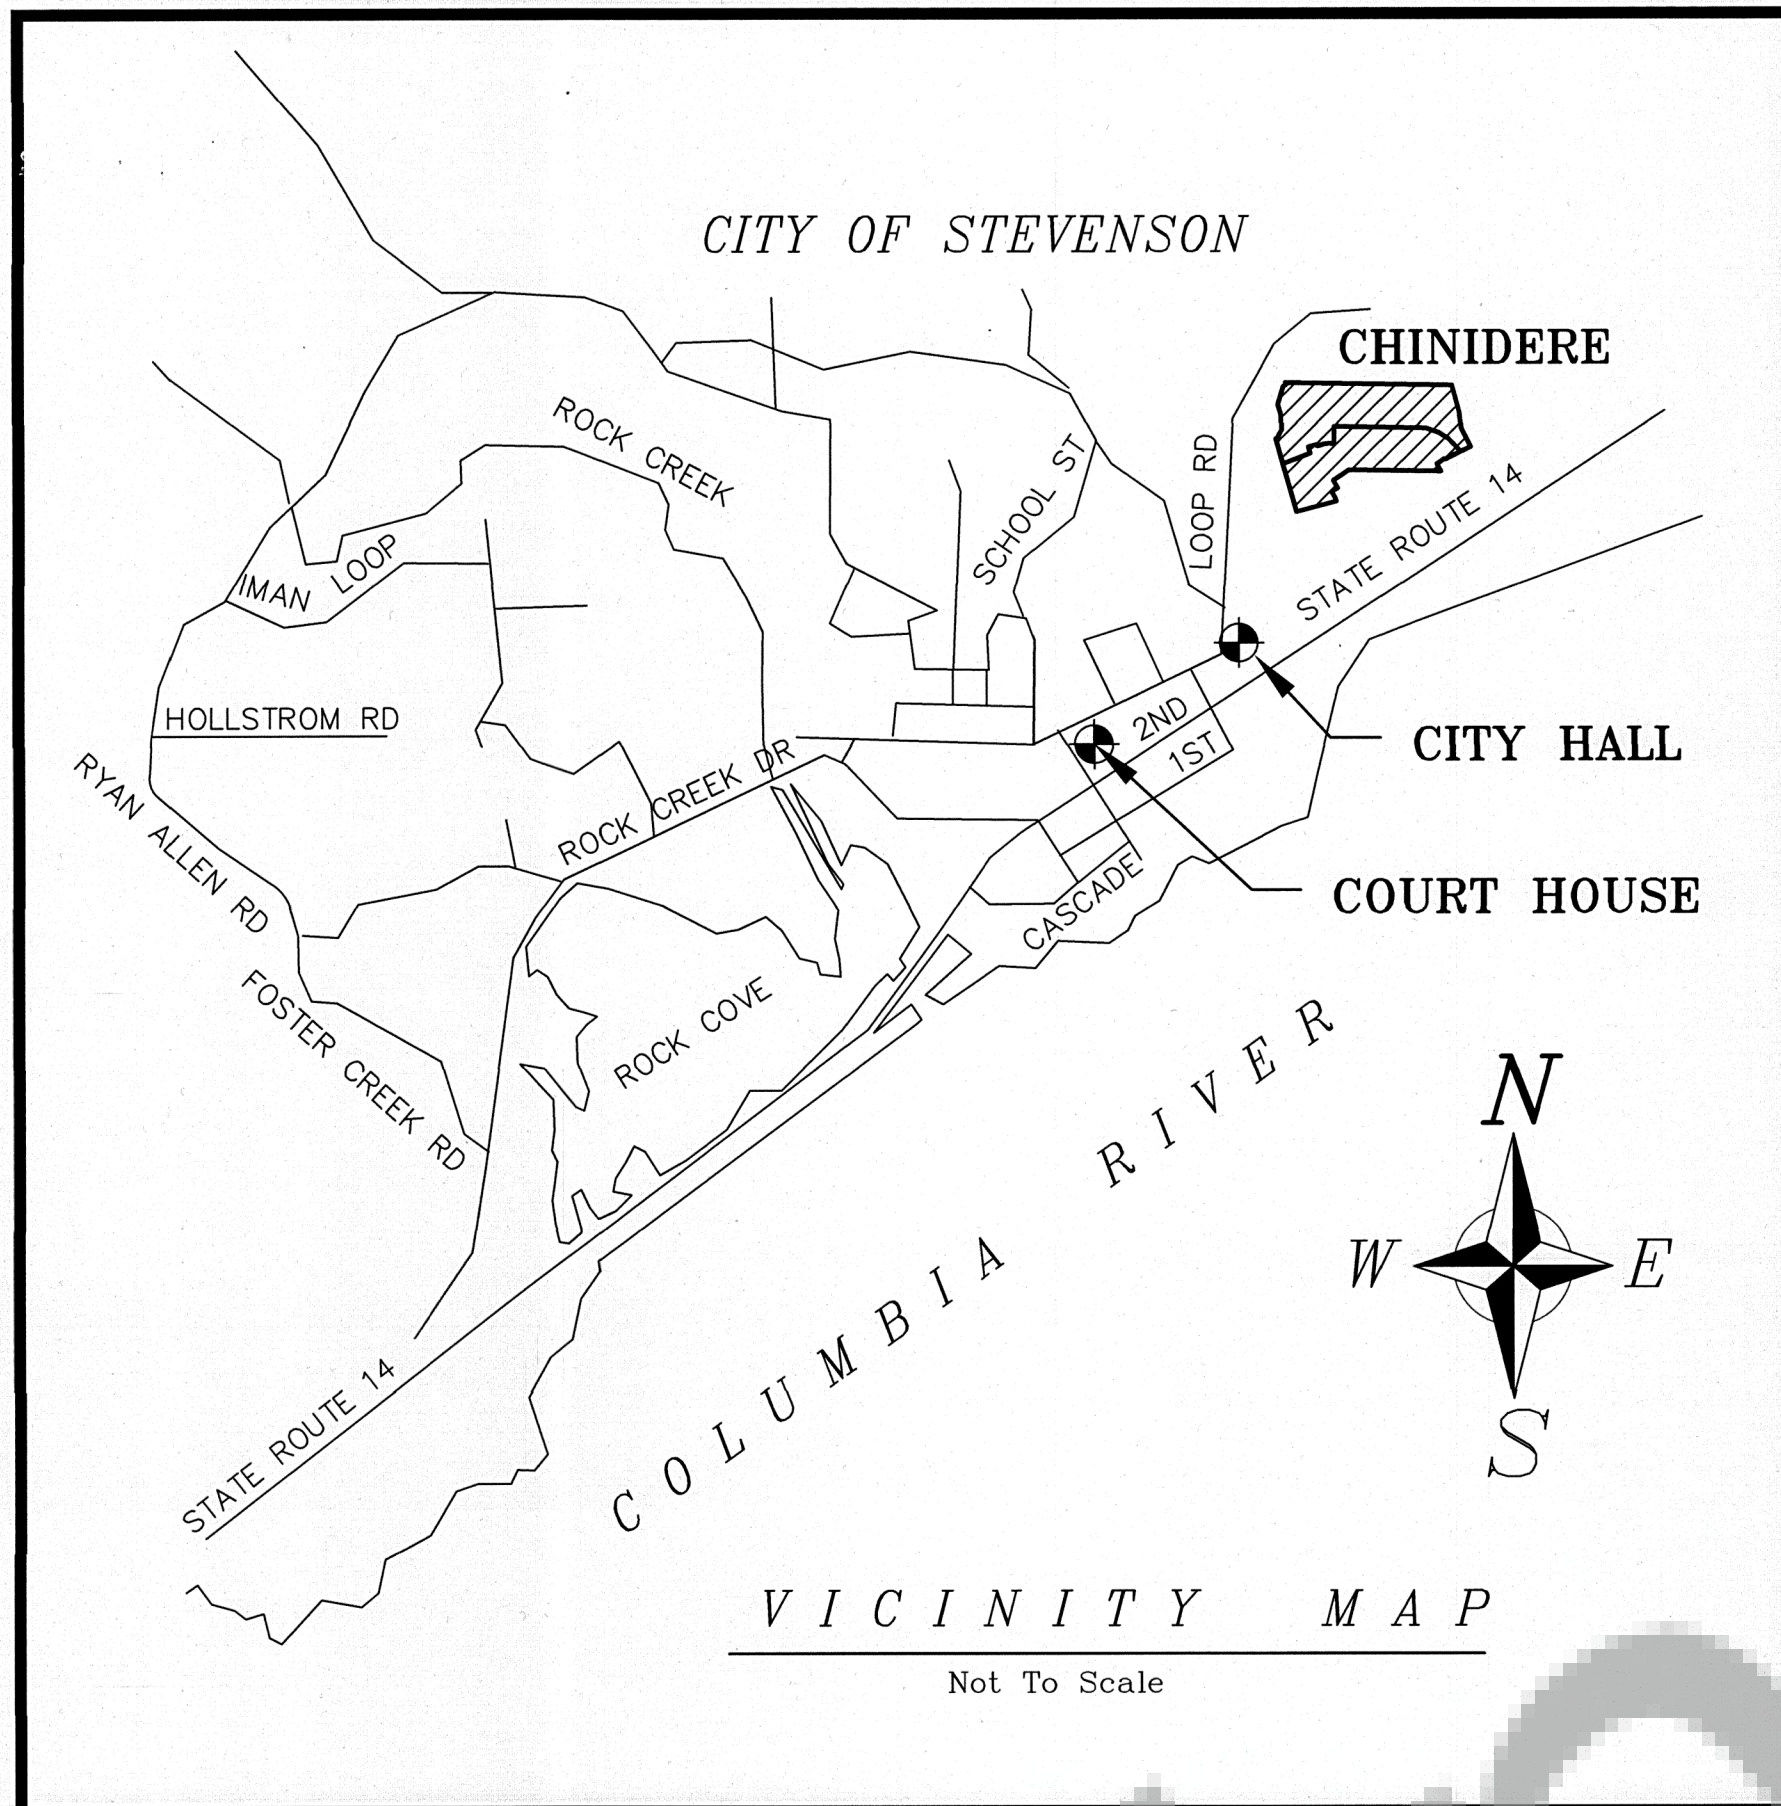 CITY OF STEVENSON
CHINIDERE
ROCK CREEK
SCHOOL ST
LOOP RD
STATE ROUTE 14
IMAN LOOP
HOLLSTROM RD
2ND
1ST
CITY HALL
RYAN ALLEN RD
ROCK CREEK DR
COURT HOUSE
CASCADE
FOSTER CREEK RD
ROCK COVE
COLUMBIA RIVER
N
W
E
S
STATE ROUTE 14
VICINITY MAP
Not To Scale